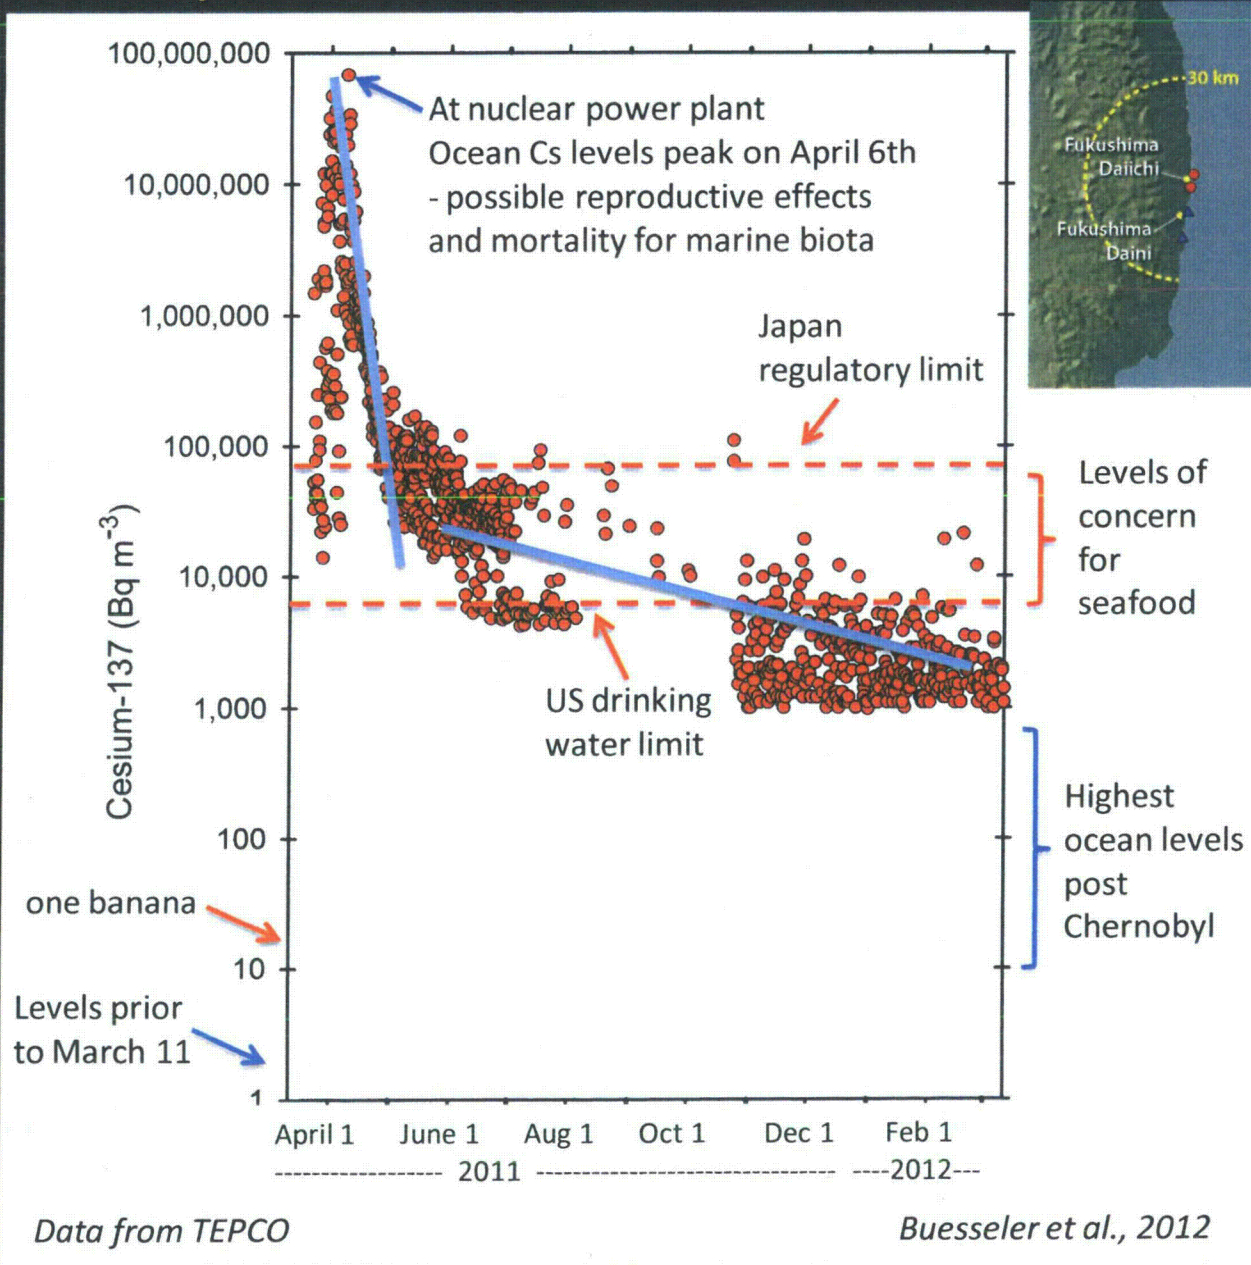 100,000,000
10,000,000
1,000,000
100,000
10,000
1,000
100
10
1
Cesium-137 (Bq m⁻³)
At nuclear power plant
Ocean Cs levels peak on April 6th
- possible reproductive effects
and mortality for marine biota
30 km
Fukushima
Daiichi
Fukushima
Daini
Japan
regulatory limit
Levels of
concern
for
seafood
US drinking
water limit
Highest
ocean levels
post
Chernobyl
one banana
Levels prior
to March 11
April 1 June 1 Aug 1 Oct 1 Dec 1 Feb 1
2011 2012
Data from TEPCO
Buesseler et al., 2012